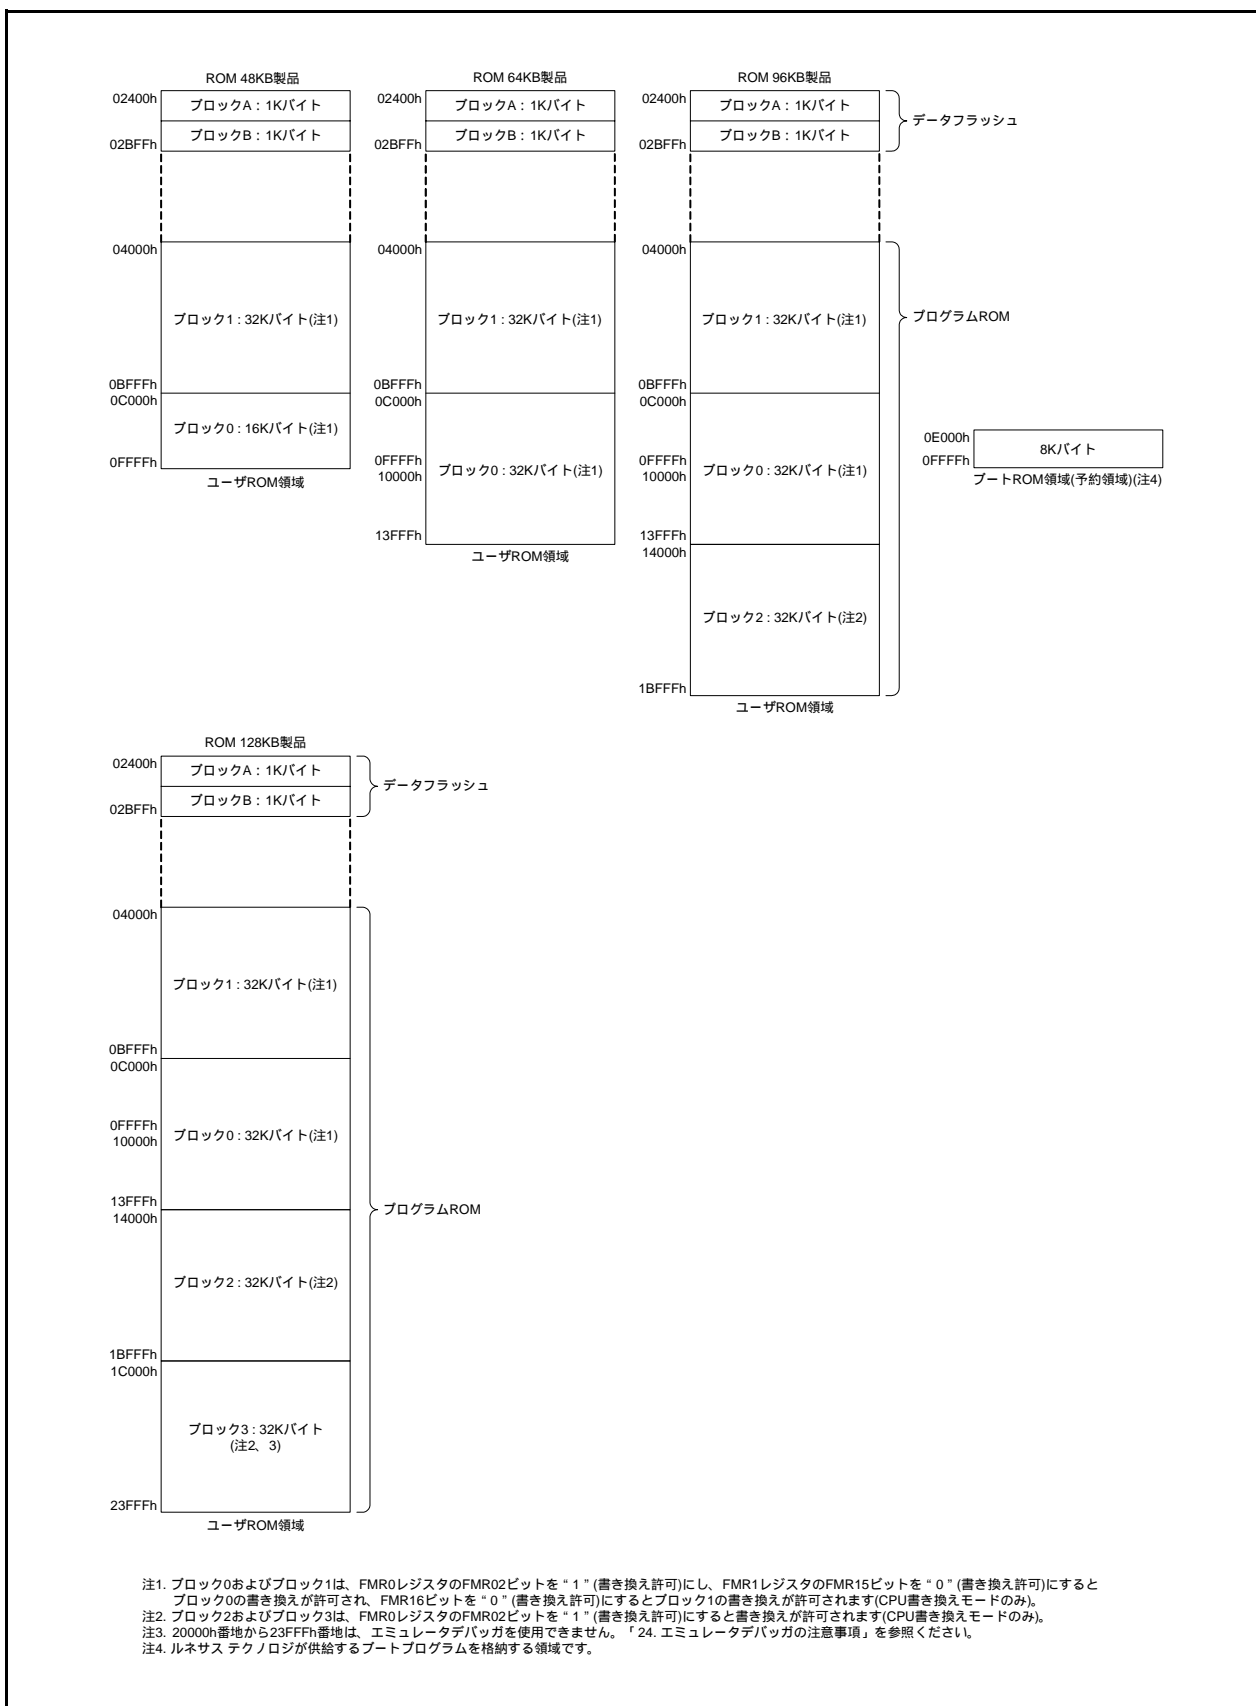 ROM 48KB製品
02400h
ブロックA : 1Kバイト
ブロックB : 1Kバイト
02BFFh
04000h
ブロック1 : 32Kバイト(注1)
0BFFFh
0C000h
ブロック0 : 16Kバイト(注1)
0FFFFh
ユーザROM領域
ROM 64KB製品
02400h
ブロックA : 1Kバイト
ブロックB : 1Kバイト
02BFFh
04000h
ブロック1 : 32Kバイト(注1)
0BFFFh
0C000h
0FFFFh
ブロック0 : 32Kバイト(注1)
10000h
13FFFh
ユーザROM領域
ROM 96KB製品
02400h
ブロックA : 1Kバイト
ブロックB : 1Kバイト
02BFFh
データフラッシュ
04000h
ブロック1 : 32Kバイト(注1)
プログラムROM
0BFFFh
0C000h
0FFFFh
ブロック0 : 32Kバイト(注1)
10000h
13FFFh
14000h
ブロック2 : 32Kバイト(注2)
1BFFFh
ユーザROM領域
0E000h
8Kバイト
0FFFFh
ブートROM領域(予約領域)(注4)
ROM 128KB製品
02400h
ブロックA : 1Kバイト
ブロックB : 1Kバイト
02BFFh
データフラッシュ
04000h
ブロック1 : 32Kバイト(注1)
0BFFFh
0C000h
0FFFFh
ブロック0 : 32Kバイト(注1)
10000h
13FFFh
プログラムROM
14000h
ブロック2 : 32Kバイト(注2)
1BFFFh
1C000h
ブロック3 : 32Kバイト
(注2、3)
23FFFh
ユーザROM領域
注1. ブロック0およびブロック1は、FMR0レジスタのFMR02ビットを“1”(書き換え許可)にし、FMR1レジスタのFMR15ビットを“0”(書き換え許可)にすると
ブロック0の書き換えが許可され、FMR16ビットを“0”(書き換え許可)にするとブロック1の書き換えが許可されます(CPU書き換えモードのみ)。
注2. ブロック2およびブロック3は、FMR0レジスタのFMR02ビットを“1”(書き換え許可)にすると書き換えが許可されます(CPU書き換えモードのみ)。
注3. 20000h番地から23FFFh番地は、エミュレータデバッガを使用できません。「24. エミュレータデバッガの注意事項」を参照ください。
注4. ルネサス テクノロジが供給するブートプログラムを格納する領域です。